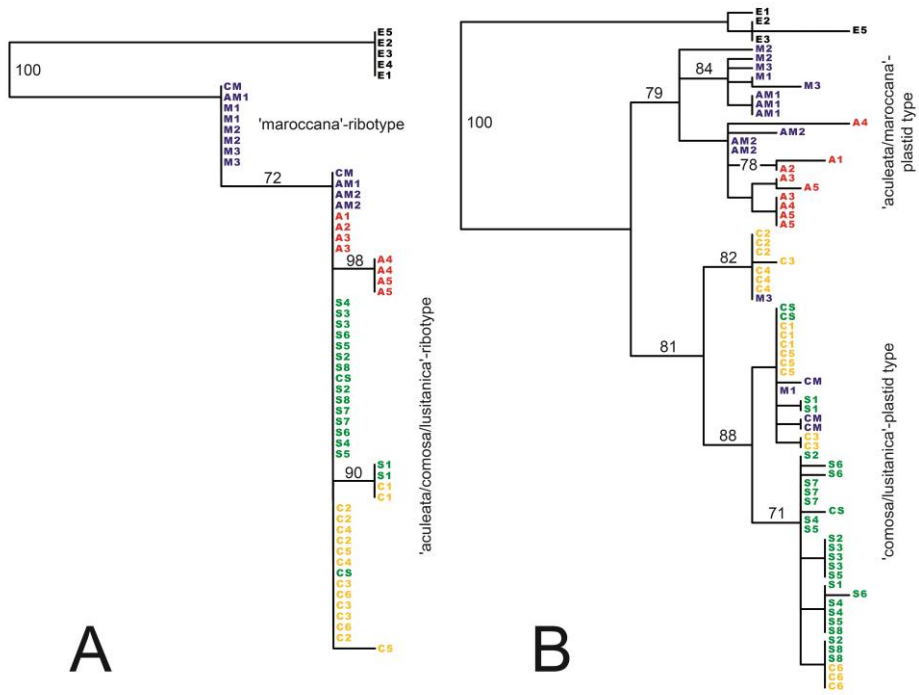 E5
E2
E3
E4
E1
100
CM
AM1
M1
M1
M2
M2
M3
M3
'maroccana'-ribotype
72
CM
AM1
AM2
AM2
A1
A2
A3
A3
98
A4
A4
A5
A5
S4
S3
S3
S6
S5
S2
S8
CS
S2
S8
S7
S7
S6
S4
S5
90
S1
S1
C1
C1
C2
C2
C4
C2
C5
C4
CS
C3
C6
C3
C3
C6
C2
C5
'aculeata/comosa/lusitanica'-ribotype
A
E1
E2
E5
E3
100
M2
M2
84
M3
M1
M3
79
AM1
AM1
AM1
A4
AM2
AM2
AM2
78
A1
A2
A3
A5
A3
A4
A5
A5
'aculeata/maroccana'-
plastid type
C2
C2
C2
82
C3
C4
C4
C4
M3
81
CS
CS
C1
C1
C1
C5
C5
C5
CM
M1
S1
S1
CM
CM
C3
C3
88
S2
S6
S6
S7
S7
S7
71
CS
S4
S5
S2
S3
S3
S3
S5
S1
S6
S4
S4
S5
S8
S2
S8
S8
C6
C6
C6
'comosa/lusitanica'-plastid type
B